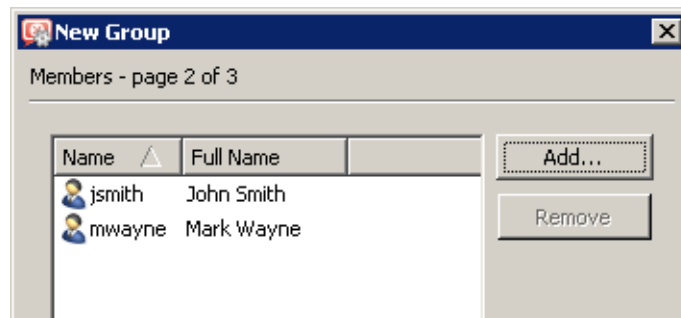 New Group
Members - page 2 of 3
Name Full Name Add...
jsmith John Smith
Remove
mwayne Mark Wayne